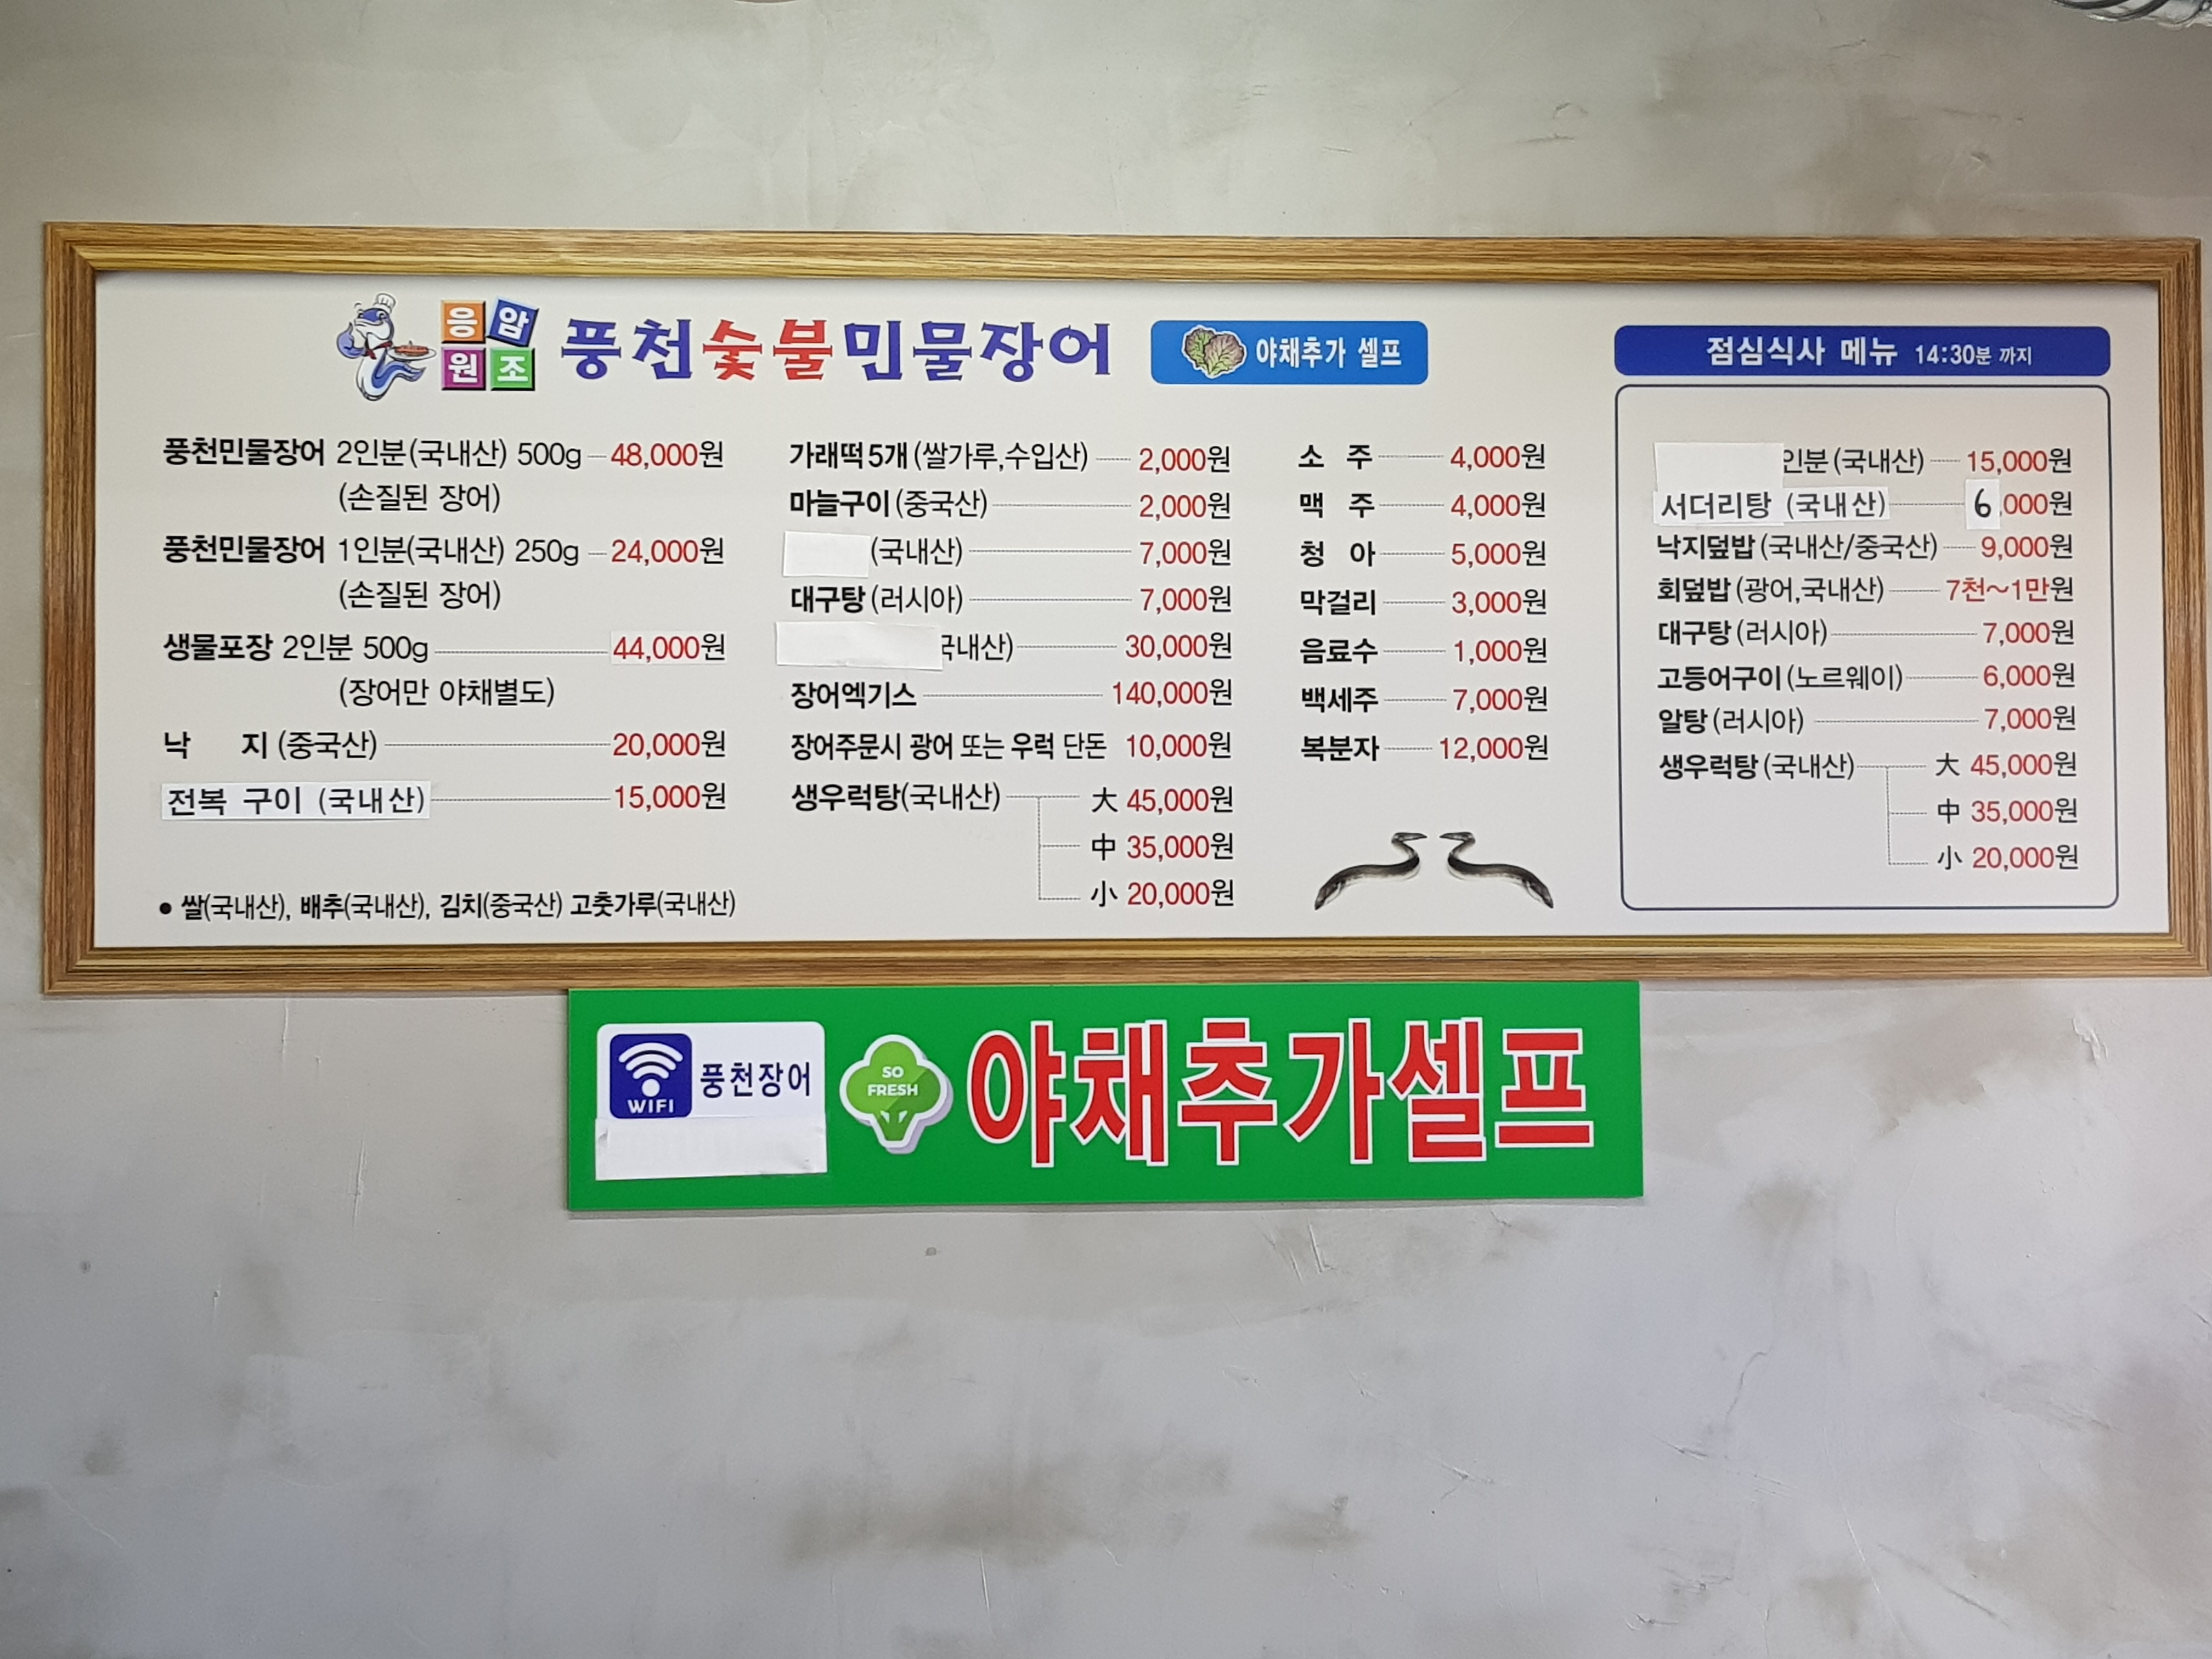 응암
원조
풍천숯불민물장어
야채추가 셀프
풍천민물장어 2인분(국내산) 500g 48,000원
(손질된 장어)
풍천민물장어 1인분(국내산) 250g 24,000원
(손질된 장어)
생물포장 2인분 500g 44,000원
(장어만 야채별도)
낙 지 (중국산) 20,000원
전복 구이 (국내산) 15,000원
● 쌀(국내산), 배추(국내산), 김치(중국산) 고춧가루(국내산)
가래떡 5개 (쌀가루,수입산) 2,000원
마늘구이 (중국산) 2,000원
(국내산) 7,000원
대구탕 (러시아) 7,000원
국내산) 30,000원
장어엑기스 140,000원
장어주문시 광어 또는 우럭 단돈 10,000원
생우럭탕(국내산) 大 45,000원
中 35,000원
小 20,000원
소 주 4,000원
맥 주 4,000원
청 아 5,000원
막걸리 3,000원
음료수 1,000원
백세주 7,000원
복분자 12,000원
점심식사 메뉴 14:30분 까지
인분 (국내산) 15,000원
서더리탕 (국내산) 6,000원
낙지덮밥 (국내산/중국산) 9,000원
회덮밥 (광어,국내산) 7천~1만원
대구탕 (러시아) 7,000원
고등어구이 (노르웨이) 6,000원
알탕 (러시아) 7,000원
생우럭탕 (국내산) 大 45,000원
中 35,000원
小 20,000원
WIFI 풍천장어
SO
FRESH
야채추가셀프